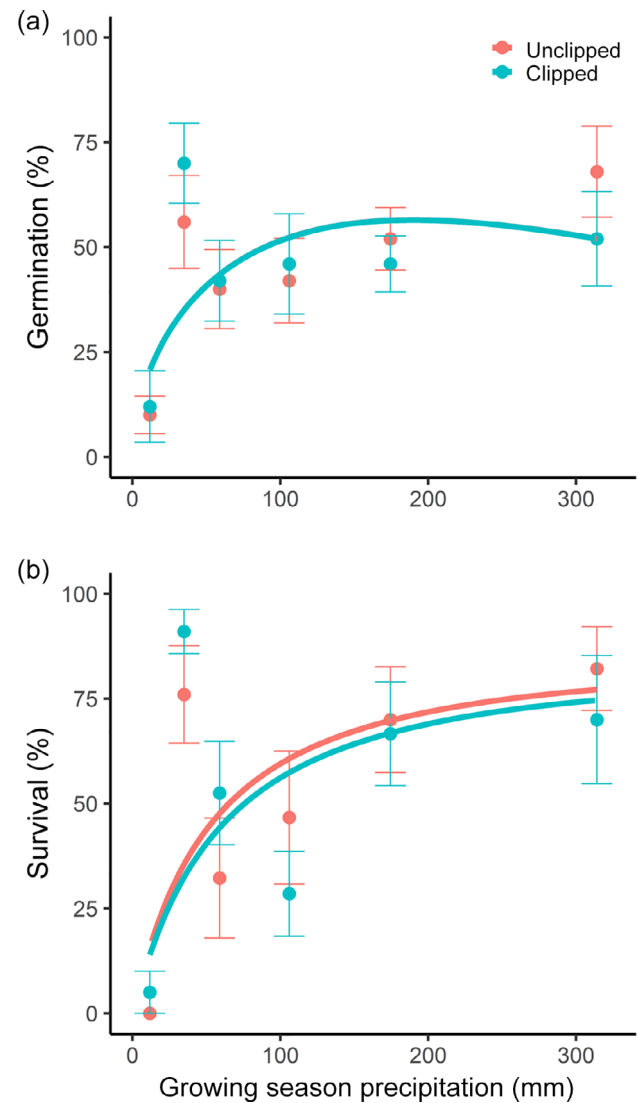 (a)
100
75
50
25
0
Germination (%)
Unclipped
Clipped
0 100 200 300
(b)
100
75
50
25
0
Survival (%)
0 100 200 300
Growing season precipitation (mm)